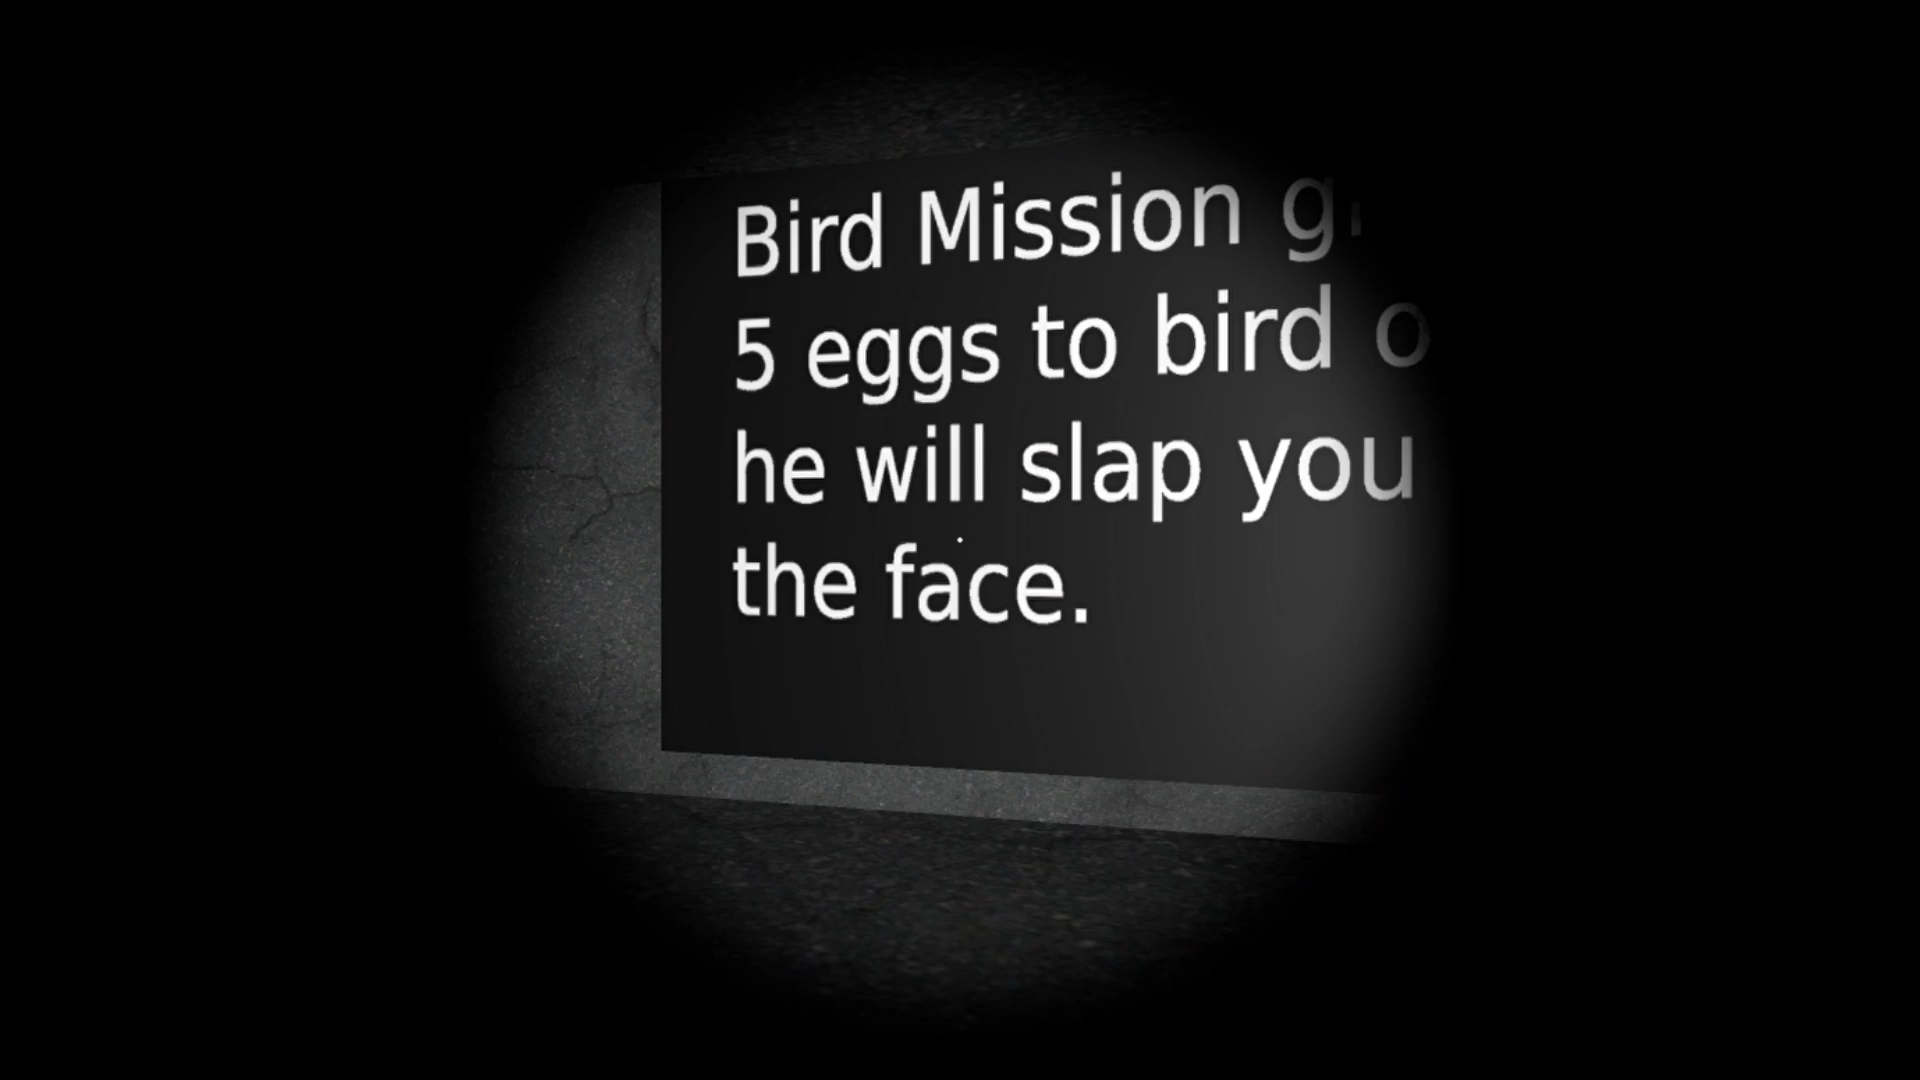 Bird Mission
5 eggs to bird
he will slap you
the face.